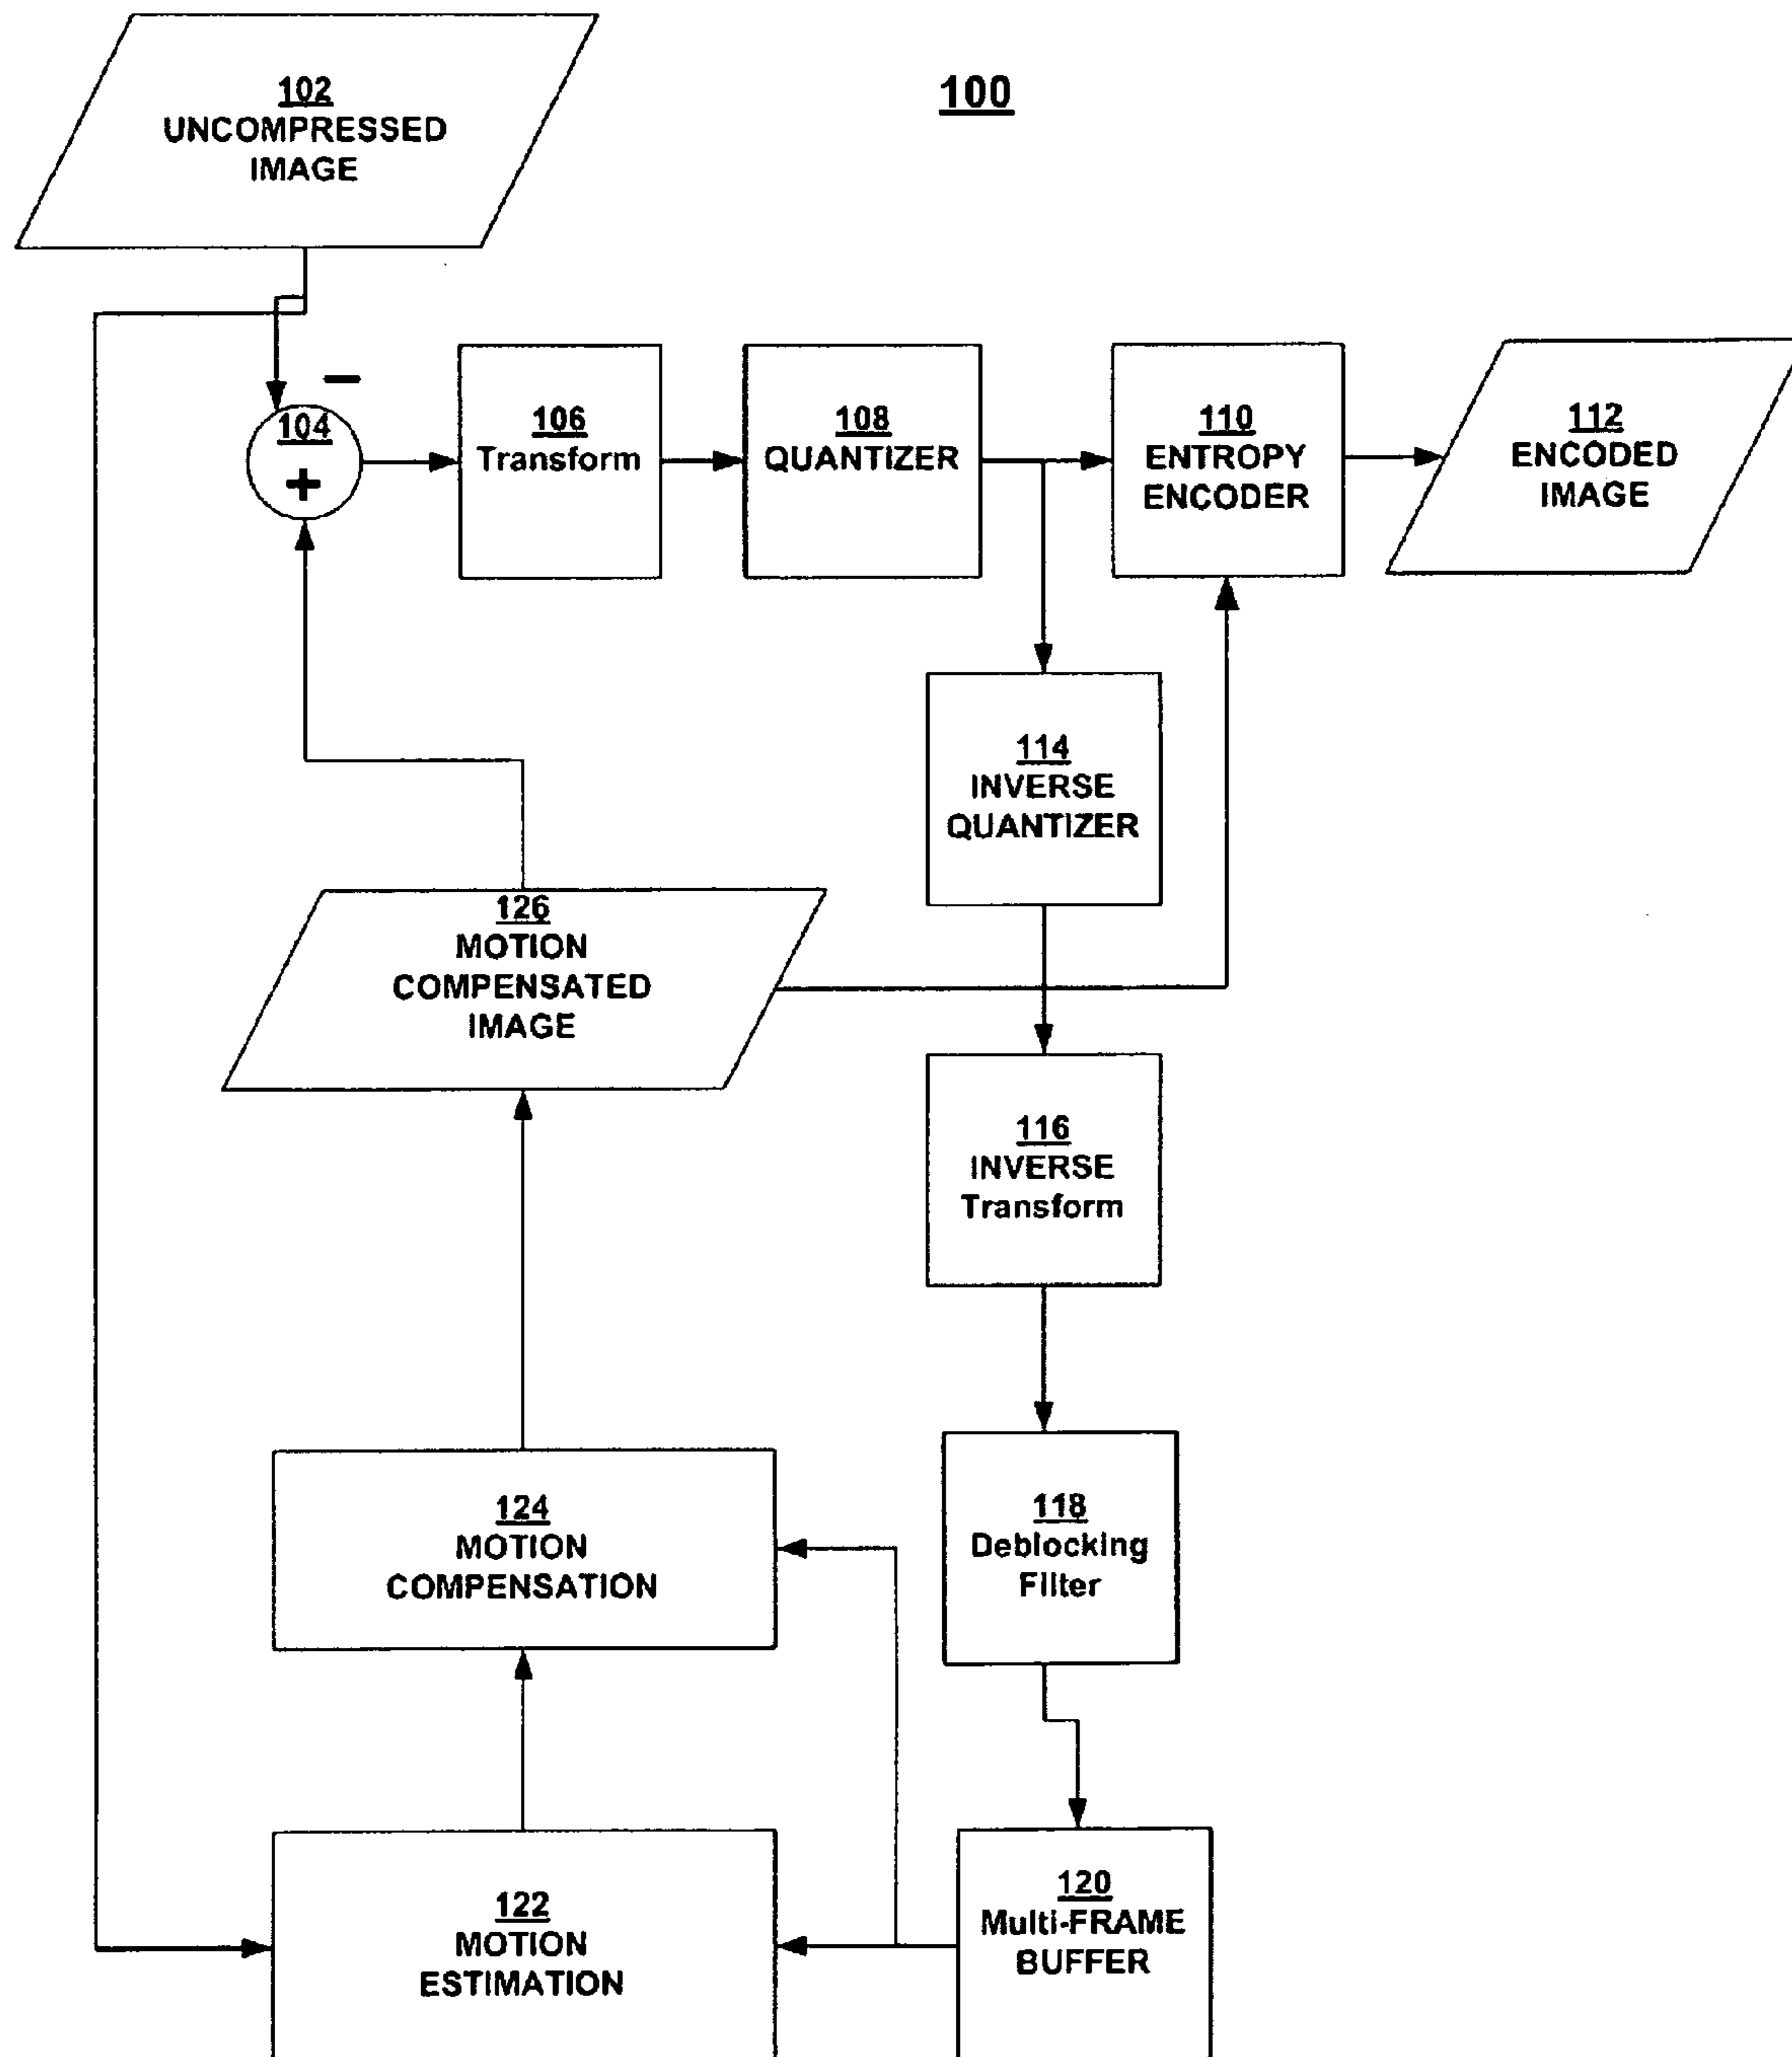 102
UNCOMPRESSED
IMAGE
100
−
104
+
106
Transform
108
QUANTIZER
110
ENTROPY
ENCODER
112
ENCODED
IMAGE
114
INVERSE
QUANTIZER
126
MOTION
COMPENSATED
IMAGE
116
INVERSE
Transform
124
MOTION
COMPENSATION
118
Deblocking
Filter
122
MOTION
ESTIMATION
120
Multi-FRAME
BUFFER